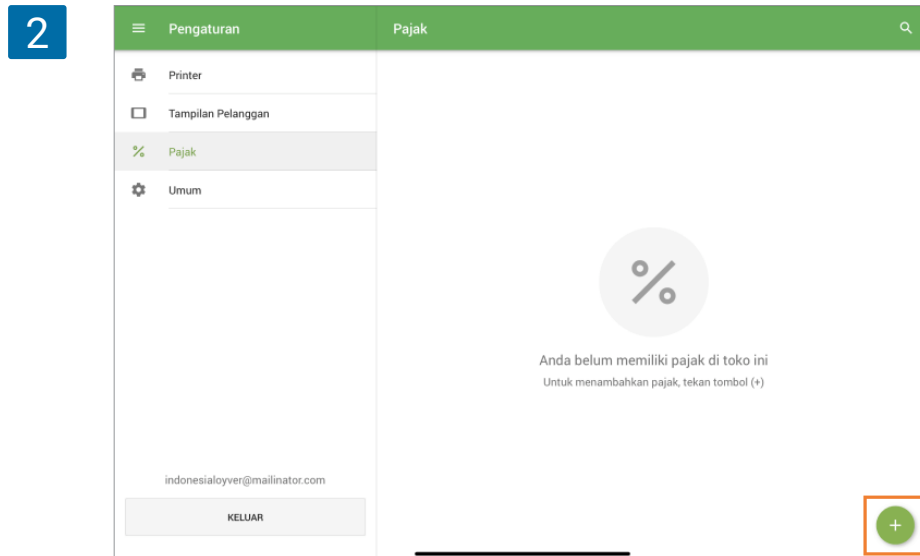 2
Pengaturan
Pajak
Printer
Tampilan Pelanggan
Pajak
Umum
Anda belum memiliki pajak di toko ini
Untuk menambahkan pajak, tekan tombol (+)
indonesialoyver@mailinator.com
KELUAR